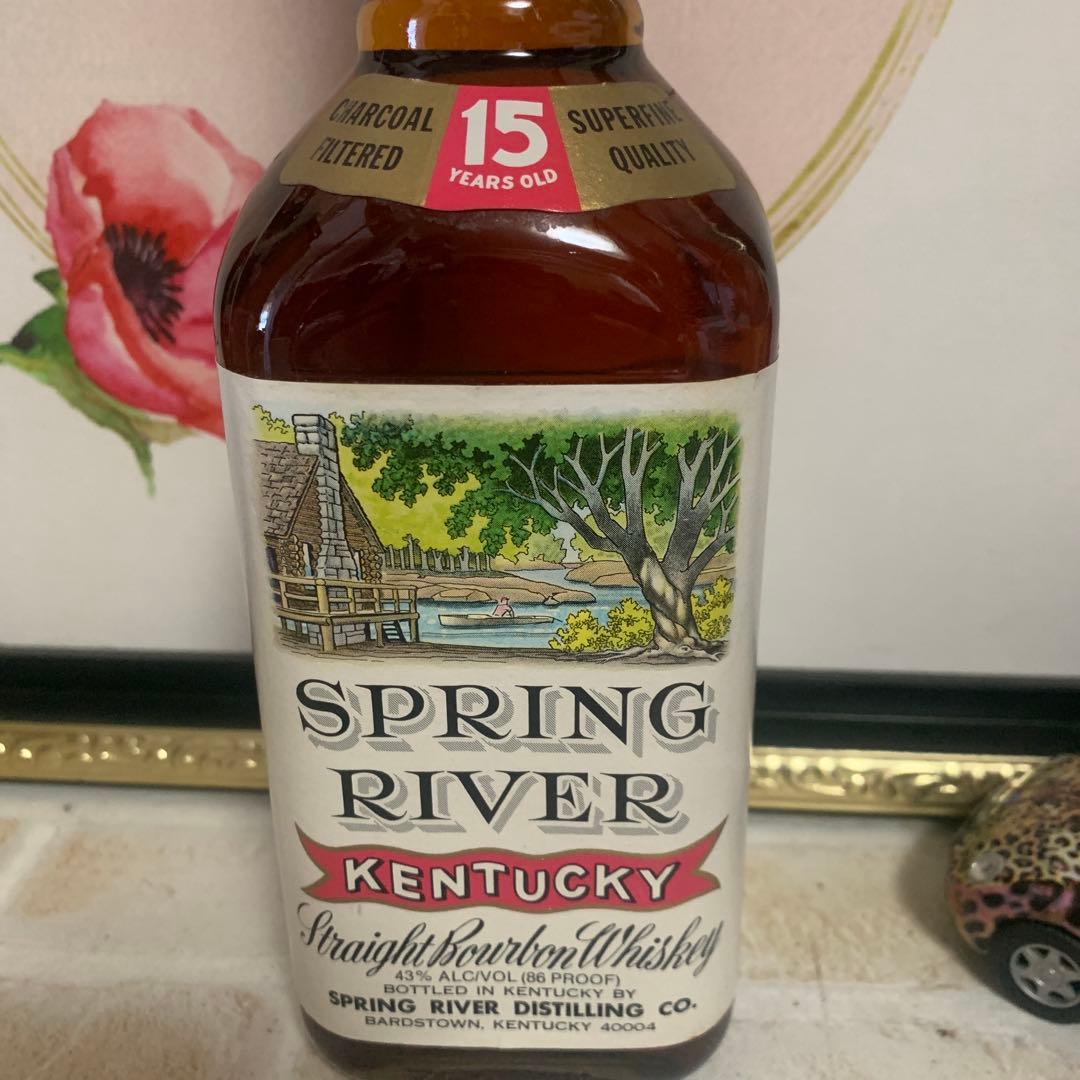 CHARCOAL FILTERED
15
YEARS OLD
SUPERFINE QUALITY
SPRING
RIVER
KENTUCKY
Straight Bourbon Whiskey
43% ALC/VOL (86 PROOF)
BOTTLED IN KENTUCKY BY
SPRING RIVER DISTILLING CO.
BARDSTOWN, KENTUCKY 40004